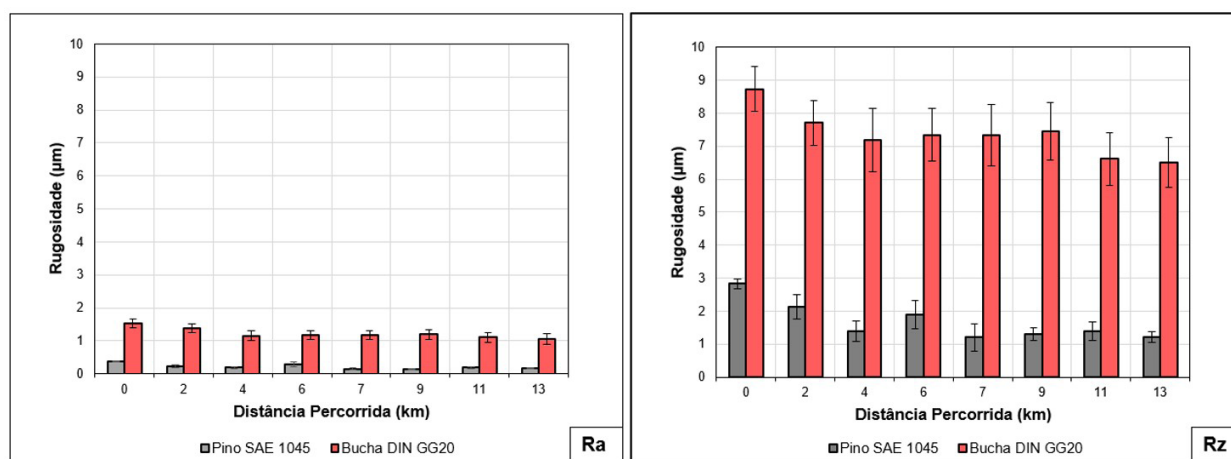 10
9
8
7
6
5
4
3
2
1
0
Rugosidade (µm)
0 2 4 6 7 9 11 13
Distância Percorrida (km)
Pino SAE 1045 Bucha DIN GG20
Ra
10
9
8
7
6
5
4
3
2
1
0
Rugosidade (µm)
0 2 4 6 7 9 11 13
Distância Percorrida (km)
Pino SAE 1045 Bucha DIN GG20
Rz